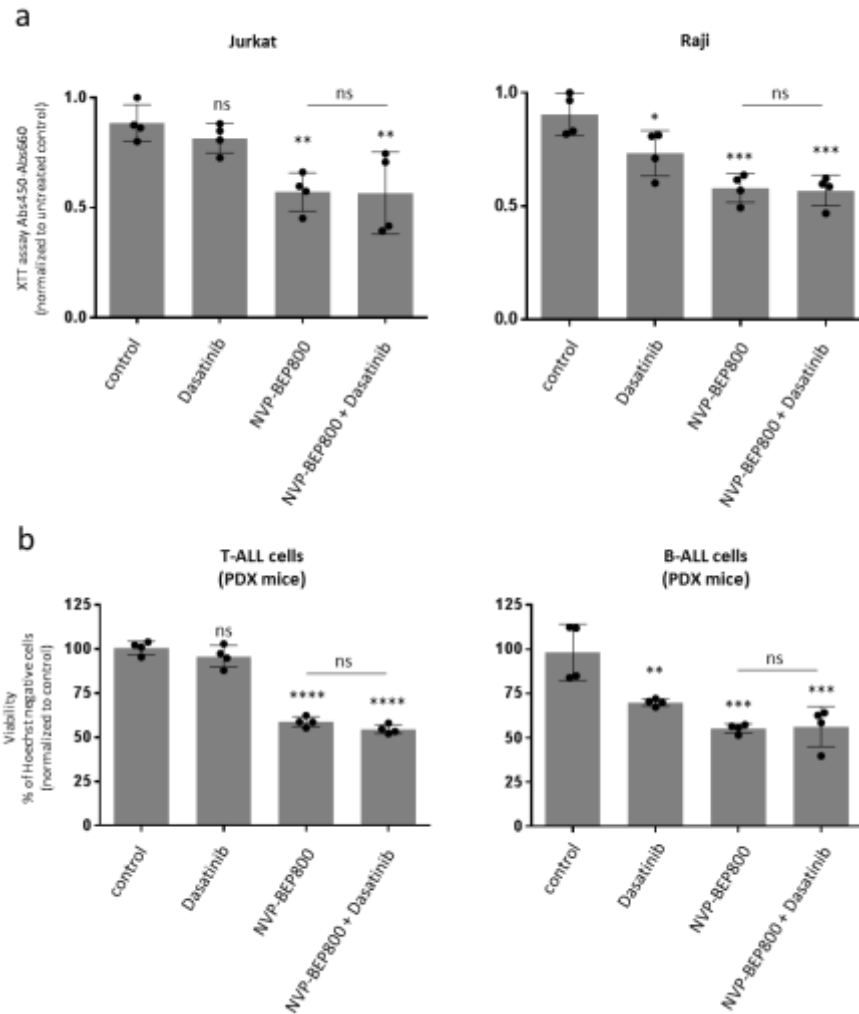 a
Jurkat
XTT assay Abs450-Abs660
(normalized to untreated control)
1.0
0.5
0.0
ns
**
ns
**
control
Dasatinib
NVP-BEP800
NVP-BEP800 + Dasatinib
Raji
1.0
0.5
0.0
*
***
ns
***
control
Dasatinib
NVP-BEP800
NVP-BEP800 + Dasatinib
b
T-ALL cells
(PDX mice)
Viability
% of Hoechst negative cells
(normalized to control)
125
100
75
50
25
0
ns
****
ns
****
control
Dasatinib
NVP-BEP800
NVP-BEP800 + Dasatinib
B-ALL cells
(PDX mice)
125
100
75
50
25
0
**
***
ns
***
control
Dasatinib
NVP-BEP800
NVP-BEP800 + Dasatinib